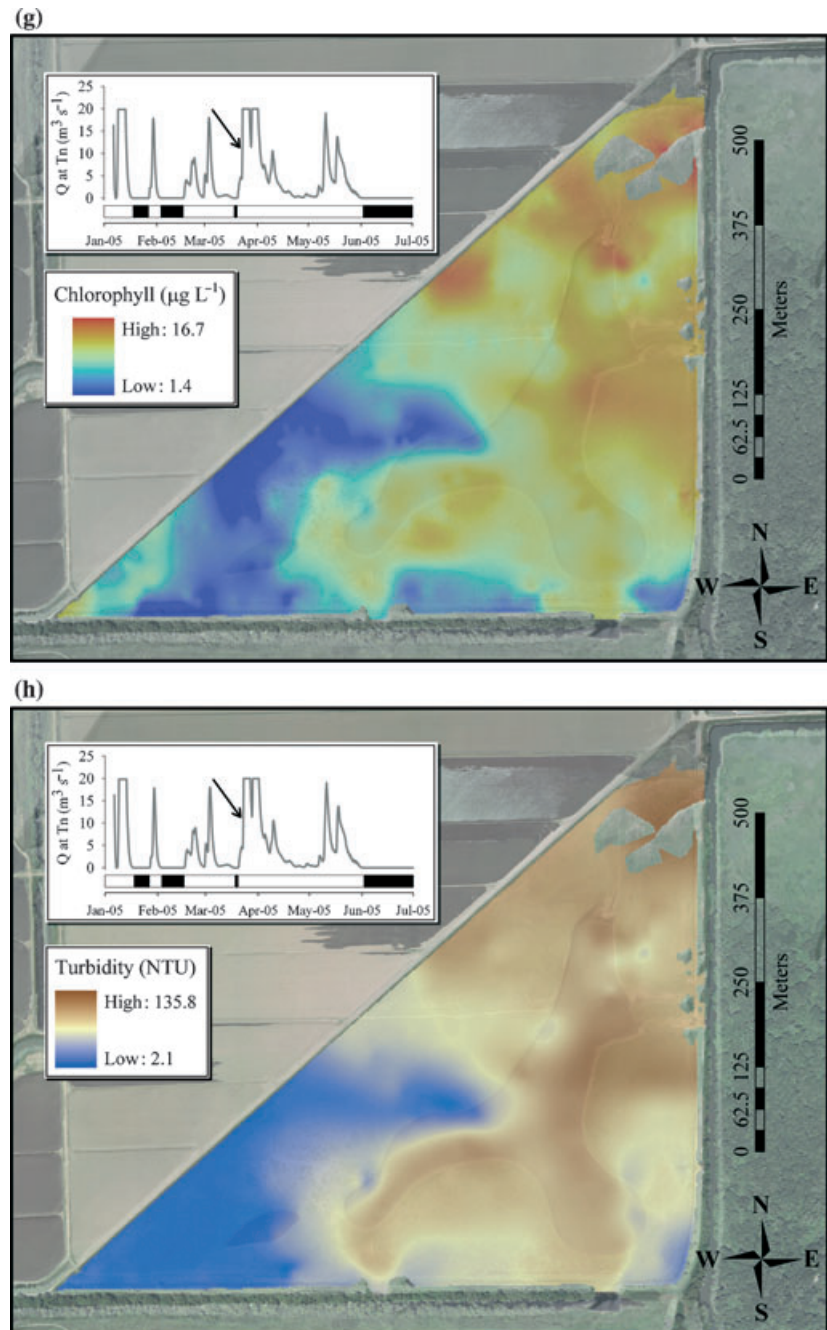 (g)
Q at Tn (m³ s⁻¹)
25
20
15
10
5
0
Jan-05 Feb-05 Mar-05 Apr-05 May-05 Jun-05 Jul-05
Chlorophyll (μg L⁻¹)
High: 16.7
Low: 1.4
500
375
250
125
62.5
0
Meters
N
W E
S
(h)
Q at Tn (m³ s⁻¹)
25
20
15
10
5
0
Jan-05 Feb-05 Mar-05 Apr-05 May-05 Jun-05 Jul-05
Turbidity (NTU)
High: 135.8
Low: 2.1
500
375
250
125
62.5
0
Meters
N
W E
S